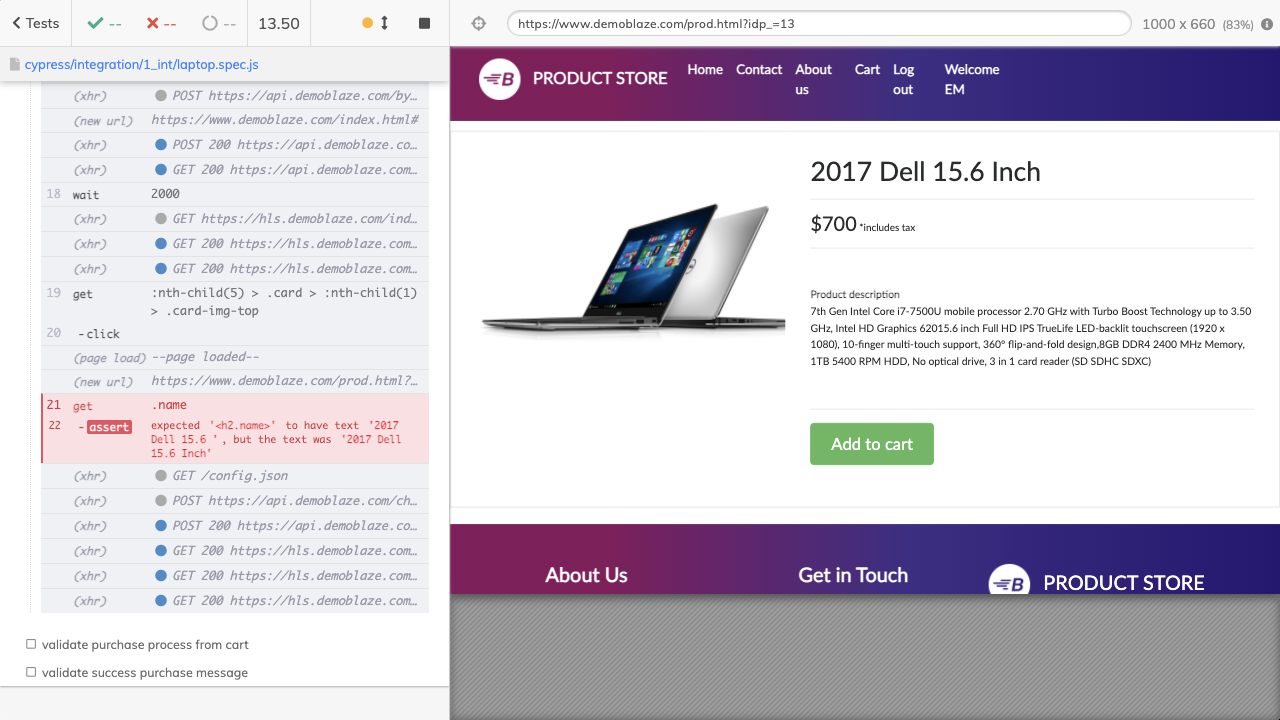 Tests
--
--
--
13.50
https://www.demoblaze.com/prod.html?idp_=13
1000 x 660 (83%)
cypress/integration/1_int/laptop.spec.js
(xhr) POST https://api.demoblaze.com/by…
(new url) https://www.demoblaze.com/index.html#
(xhr) POST 200 https://api.demoblaze.co…
(xhr) GET 200 https://api.demoblaze.com…
18 wait 2000
(xhr) GET https://hls.demoblaze.com/ind…
(xhr) GET 200 https://hls.demoblaze.com…
(xhr) GET 200 https://hls.demoblaze.com…
19 get :nth-child(5) > .card > :nth-child(1)
> .card-img-top
20 -click
(page load) --page loaded--
(new url) https://www.demoblaze.com/prod.html?…
21 get .name
22 -assert expected '<h2.name>' to have text '2017
Dell 15.6 ', but the text was '2017 Dell
15.6 Inch'
(xhr) GET /config.json
(xhr) POST https://api.demoblaze.com/ch…
(xhr) POST 200 https://api.demoblaze.co…
(xhr) GET 200 https://hls.demoblaze.com…
(xhr) GET 200 https://hls.demoblaze.com…
(xhr) GET 200 https://hls.demoblaze.com…
validate purchase process from cart
validate success purchase message
B PRODUCT STORE
Home
Contact
About
us
Cart
Log
out
Welcome
EM
2017 Dell 15.6 Inch
$700 *includes tax
Product description
7th Gen Intel Core i7-7500U mobile processor 2.70 GHz with Turbo Boost Technology up to 3.50
GHz, Intel HD Graphics 62015.6 inch Full HD IPS TrueLife LED-backlit touchscreen (1920 x
1080), 10-finger multi-touch support, 360° flip-and-fold design,8GB DDR4 2400 MHz Memory,
1TB 5400 RPM HDD, No optical drive, 3 in 1 card reader (SD SDHC SDXC)
Add to cart
About Us
Get in Touch
B PRODUCT STORE